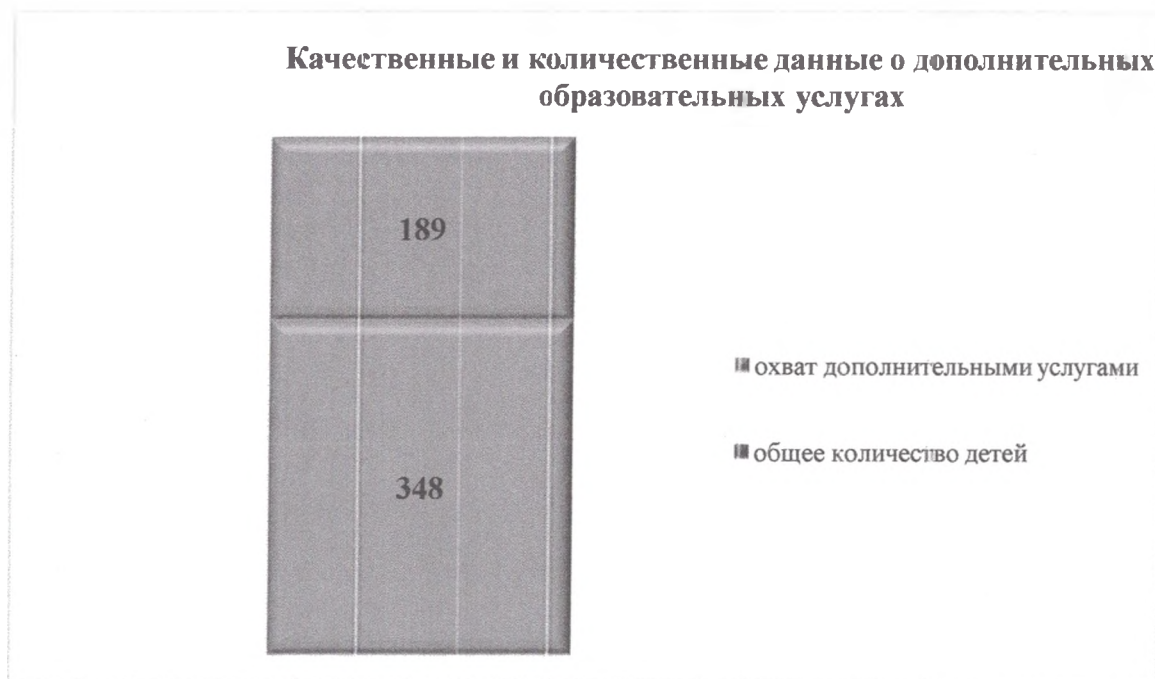 Качественные и количественные данные о дополнительных
образовательных услугах
189
охват дополнительными услугами
общее количество детей
348